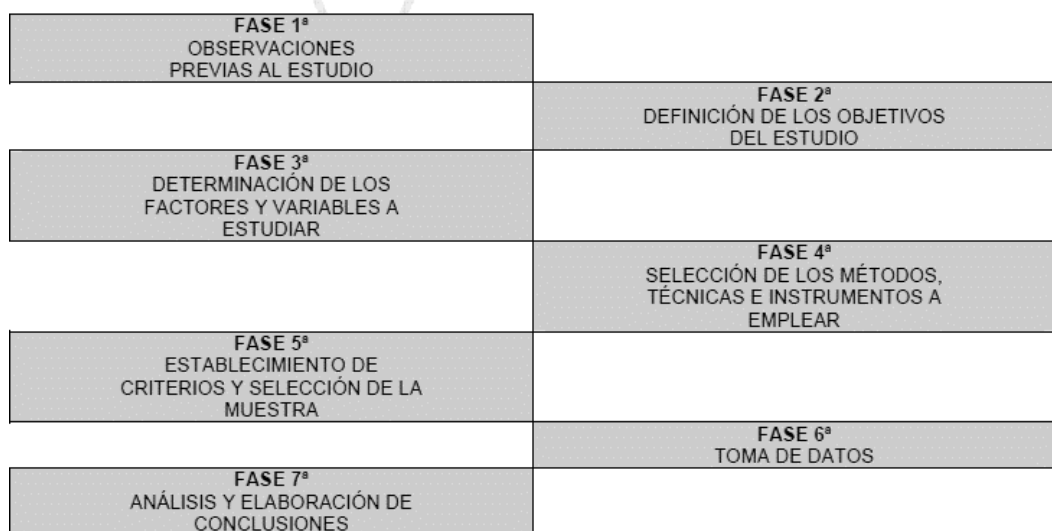 FASE 1ª
OBSERVACIONES
PREVIAS AL ESTUDIO
FASE 2ª
DEFINICIÓN DE LOS OBJETIVOS
DEL ESTUDIO
FASE 3ª
DETERMINACIÓN DE LOS
FACTORES Y VARIABLES A
ESTUDIAR
FASE 4ª
SELECCIÓN DE LOS MÉTODOS,
TÉCNICAS E INSTRUMENTOS A
EMPLEAR
FASE 5ª
ESTABLECIMIENTO DE
CRITERIOS Y SELECCIÓN DE LA
MUESTRA
FASE 6ª
TOMA DE DATOS
FASE 7ª
ANÁLISIS Y ELABORACIÓN DE
CONCLUSIONES